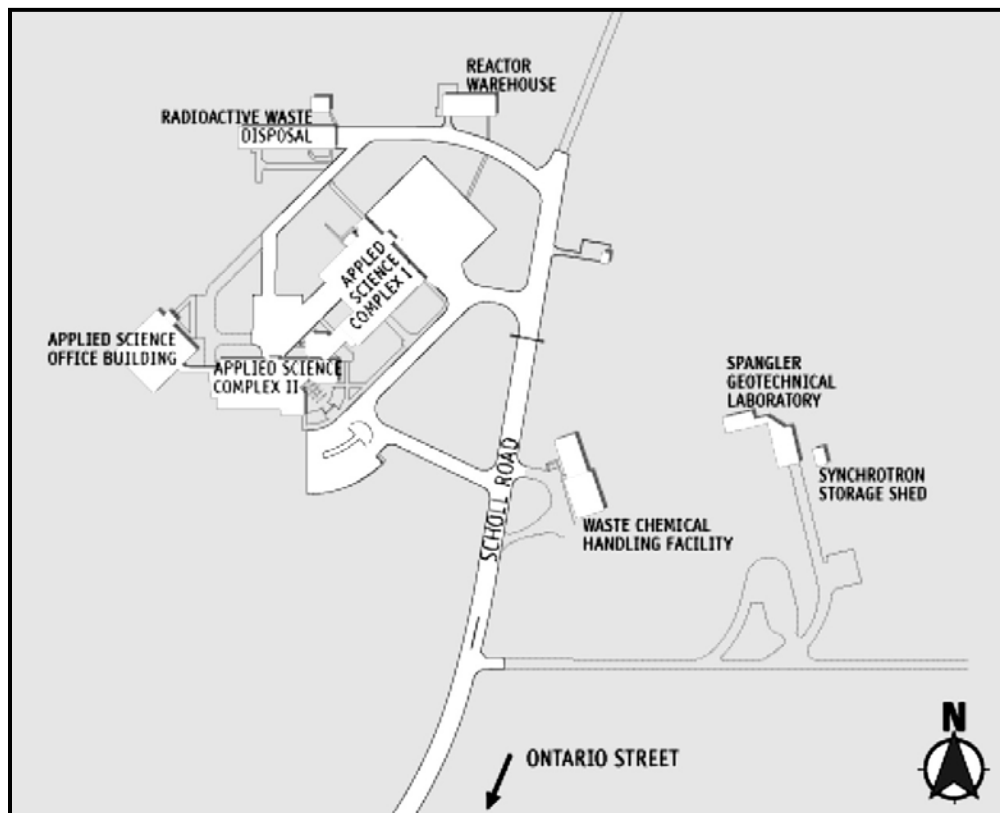 REACTOR
WAREHOUSE
RADIOACTIVE WASTE
DISPOSAL
APPLED
SCIENCE
COMPLEX I
APPLIED SCIENCE
OFFICE BUILDING
APPLIED SCIENCE
COMPLEX II
SPANGLER
GEOTECHNICAL
LABORATORY
SYNCHROTRON
STORAGE SHED
SCHOLL ROAD
WASTE CHEMICAL
HANDLING FACILITY
N
ONTARIO STREET